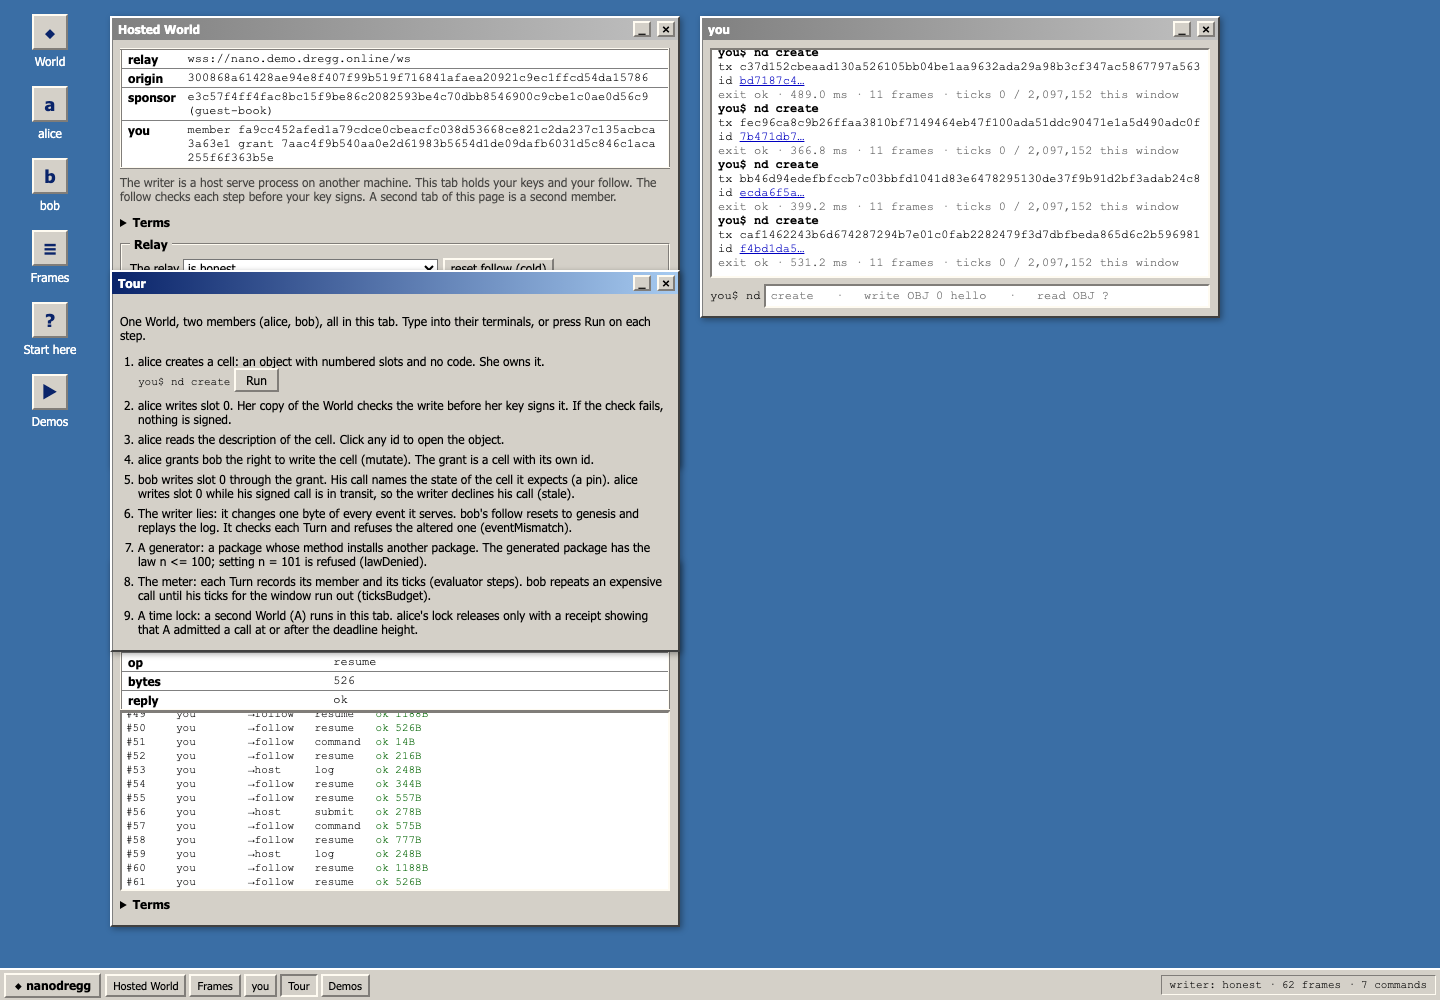 World
a
alice
b
bob
Frames
?
Start here
Demos
Hosted World
relay wss://nano.demo.dregg.online/ws
origin 300868a61428ae94e8f407f99b519f716841afaea20921c9ec1ffcd54da15786
sponsor e3c57f4ff4fac8bc15f9be86c2082593be4c70dbb8546900c9cbe1c0ae0d56c9
(guest-book)
you member fa9cc452afed1a79cdce0cbeacfc038d53668ce821c2da237c135acbca
3a63e1 grant 7aac4f9b540aa0e2d61983b5654d1de09dafb6031d5c846c1aca
255f6f363b5e
The writer is a host serve process on another machine. This tab holds your keys and your follow. The
follow checks each step before your key signs. A second tab of this page is a second member.
▶ Terms
Relay
The relay is honest reset follow (cold)
Tour
One World, two members (alice, bob), all in this tab. Type into their terminals, or press Run on each
step.
1. alice creates a cell: an object with numbered slots and no code. She owns it.
you$ nd create Run
2. alice writes slot 0. Her copy of the World checks the write before her key signs it. If the check fails,
nothing is signed.
3. alice reads the description of the cell. Click any id to open the object.
4. alice grants bob the right to write the cell (mutate). The grant is a cell with its own id.
5. bob writes slot 0 through the grant. His call names the state of the cell it expects (a pin). alice
writes slot 0 while his signed call is in transit, so the writer declines his call (stale).
6. The writer lies: it changes one byte of every event it serves. bob's follow resets to genesis and
replays the log. It checks each Turn and refuses the altered one (eventMismatch).
7. A generator: a package whose method installs another package. The generated package has the
law n <= 100; setting n = 101 is refused (lawDenied).
8. The meter: each Turn records its member and its ticks (evaluator steps). bob repeats an expensive
call until his ticks for the window run out (ticksBudget).
9. A time lock: a second World (A) runs in this tab. alice's lock releases only with a receipt showing
that A admitted a call at or after the deadline height.
op resume
bytes 526
reply ok
#49 you →follow resume ok 1188B
#50 you →follow resume ok 526B
#51 you →follow command ok 14B
#52 you →follow resume ok 216B
#53 you →host log ok 248B
#54 you →follow resume ok 344B
#55 you →follow resume ok 557B
#56 you →host submit ok 278B
#57 you →follow command ok 575B
#58 you →follow resume ok 777B
#59 you →host log ok 248B
#60 you →follow resume ok 1188B
#61 you →follow resume ok 526B
▶ Terms
you
you$ nd create
tx c37d152cbeaad130a526105bb04be1aa9632ada29a98b3cf347ac5867797a563
id bd7187c4…
exit ok · 489.0 ms · 11 frames · ticks 0 / 2,097,152 this window
you$ nd create
tx fec96ca8c9b26ffaa3810bf7149464eb47f100ada51ddc90471e1a5d490adc0f
id 7b471db7…
exit ok · 366.8 ms · 11 frames · ticks 0 / 2,097,152 this window
you$ nd create
tx bb46d94edefbfccb7c03bbfd1041d83e6478295130de37f9b91d2bf3adab24c8
id ecda6f5a…
exit ok · 399.2 ms · 11 frames · ticks 0 / 2,097,152 this window
you$ nd create
tx caf1462243b6d674287294b7e01c0fab2282479f3d7dbfbeda865d6c2b596981
id f4bd1da5…
exit ok · 531.2 ms · 11 frames · ticks 0 / 2,097,152 this window
you$ nd create · write OBJ 0 hello · read OBJ ?
◆ nanodregg Hosted World Frames you Tour Demos
writer: honest · 62 frames · 7 commands